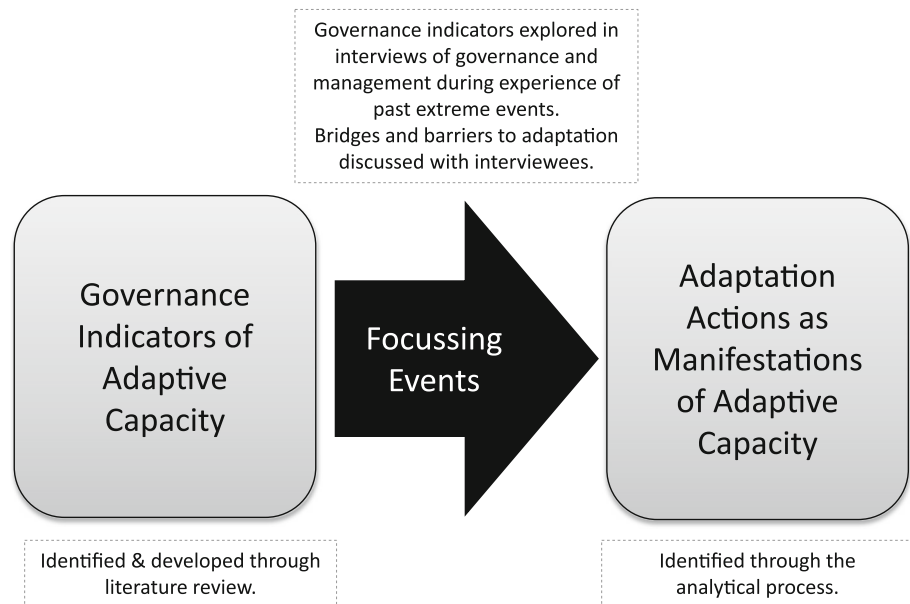 Governance indicators explored in
interviews of governance and
management during experience of
past extreme events.
Bridges and barriers to adaptation
discussed with interviewees.
Governance
Indicators of
Adaptive
Capacity
Focussing
Events
Adaptation
Actions as
Manifestations
of Adaptive
Capacity
Identified & developed through
literature review.
Identified through the
analytical process.